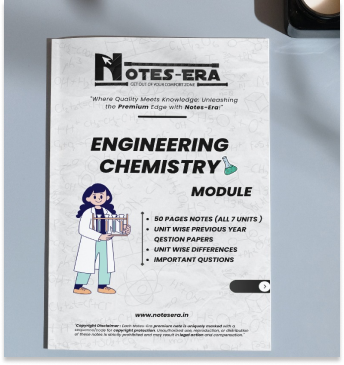 NOTES-ERA
GET OUT OF YOUR COMFORT ZONE
"Where Quality Meets Knowledge: Unleashing
the Premium Edge with Notes-Era!"
ENGINEERING
CHEMISTRY
MODULE
50 PAGES NOTES (ALL 7 UNITS )
UNIT WISE PREVIOUS YEAR
QESTION PAPERS
UNIT WISE DIFFERENCES
IMPORTANT QUSTIONS
www.notesera.in
"Copyright Disclaimer : Each Notes-Era premium note is uniquely marked with a
for copyright protection. Unauthorized use, reproduction, or distribution
of these notes is strictly prohibited and may result in legal action and compensation."